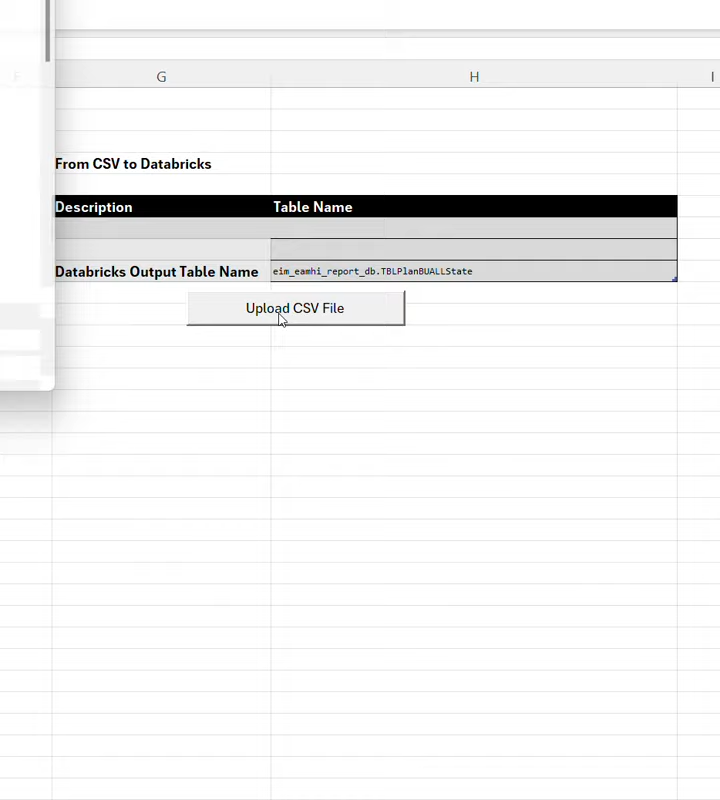 F G H I
From CSV to Databricks
Description Table Name
Databricks Output Table Name eim_eamhi_report_db.TBLPlanBUALLState
Upload CSV File